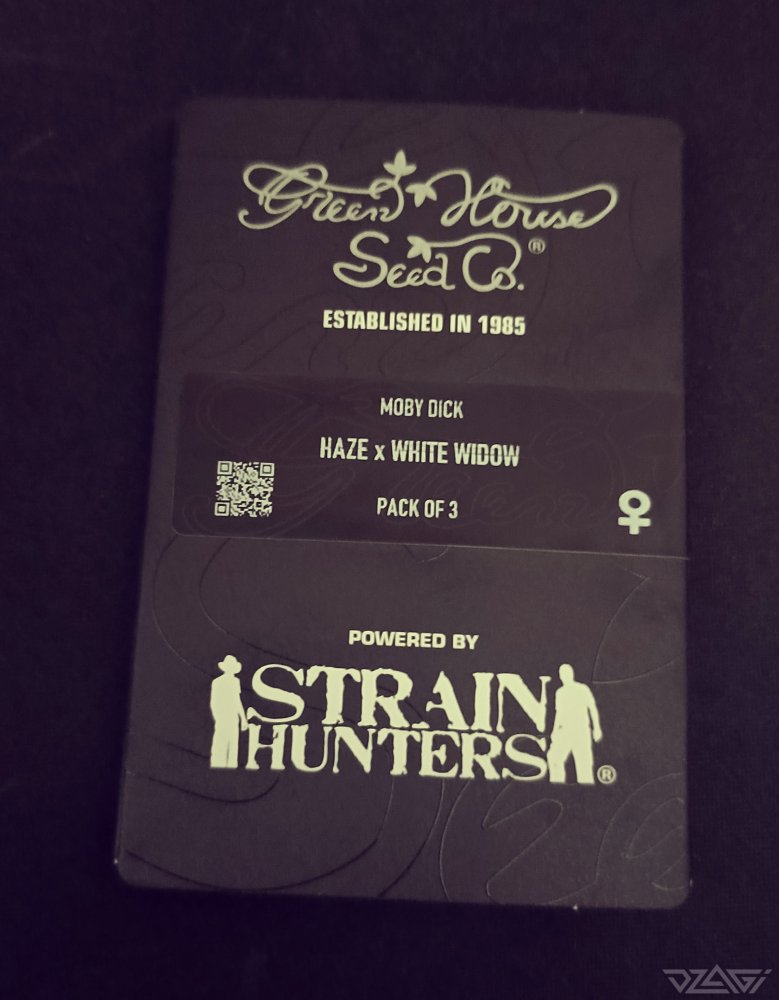 Green House
Seed Co.®
ESTABLISHED IN 1985
MOBY DICK
HAZE x WHITE WIDOW
PACK OF 3
POWERED BY
STRAIN
HUNTERS®
DZAGI